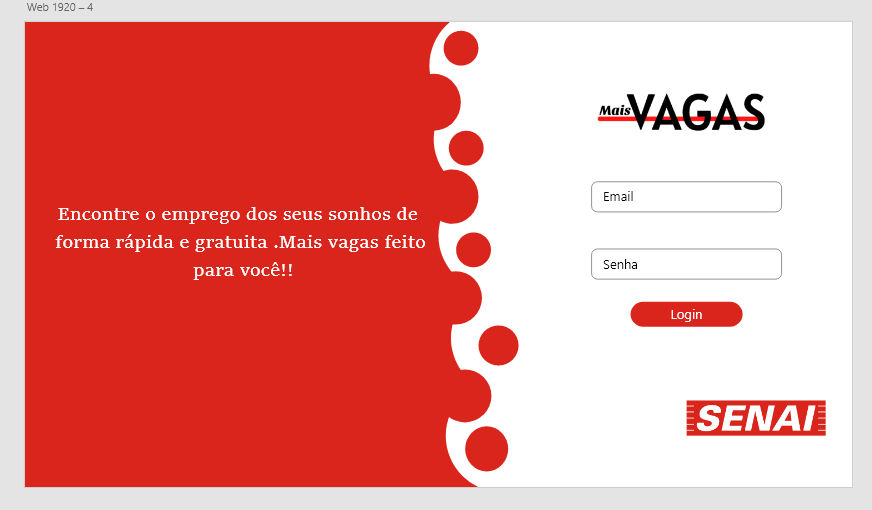 Web 1920 – 4
Encontre o emprego dos seus sonhos de
forma rápida e gratuita .Mais vagas feito
para você!!
Mais VAGAS
Email
Senha
Login
SENAI